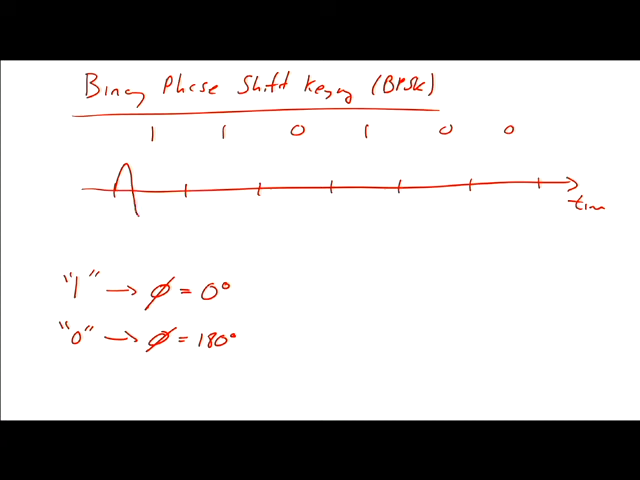 Binary Phase Shift Keying (BPSK)
1 1 0 1 0 0
time
"1" → ϕ = 0°
"0" → ϕ = 180°